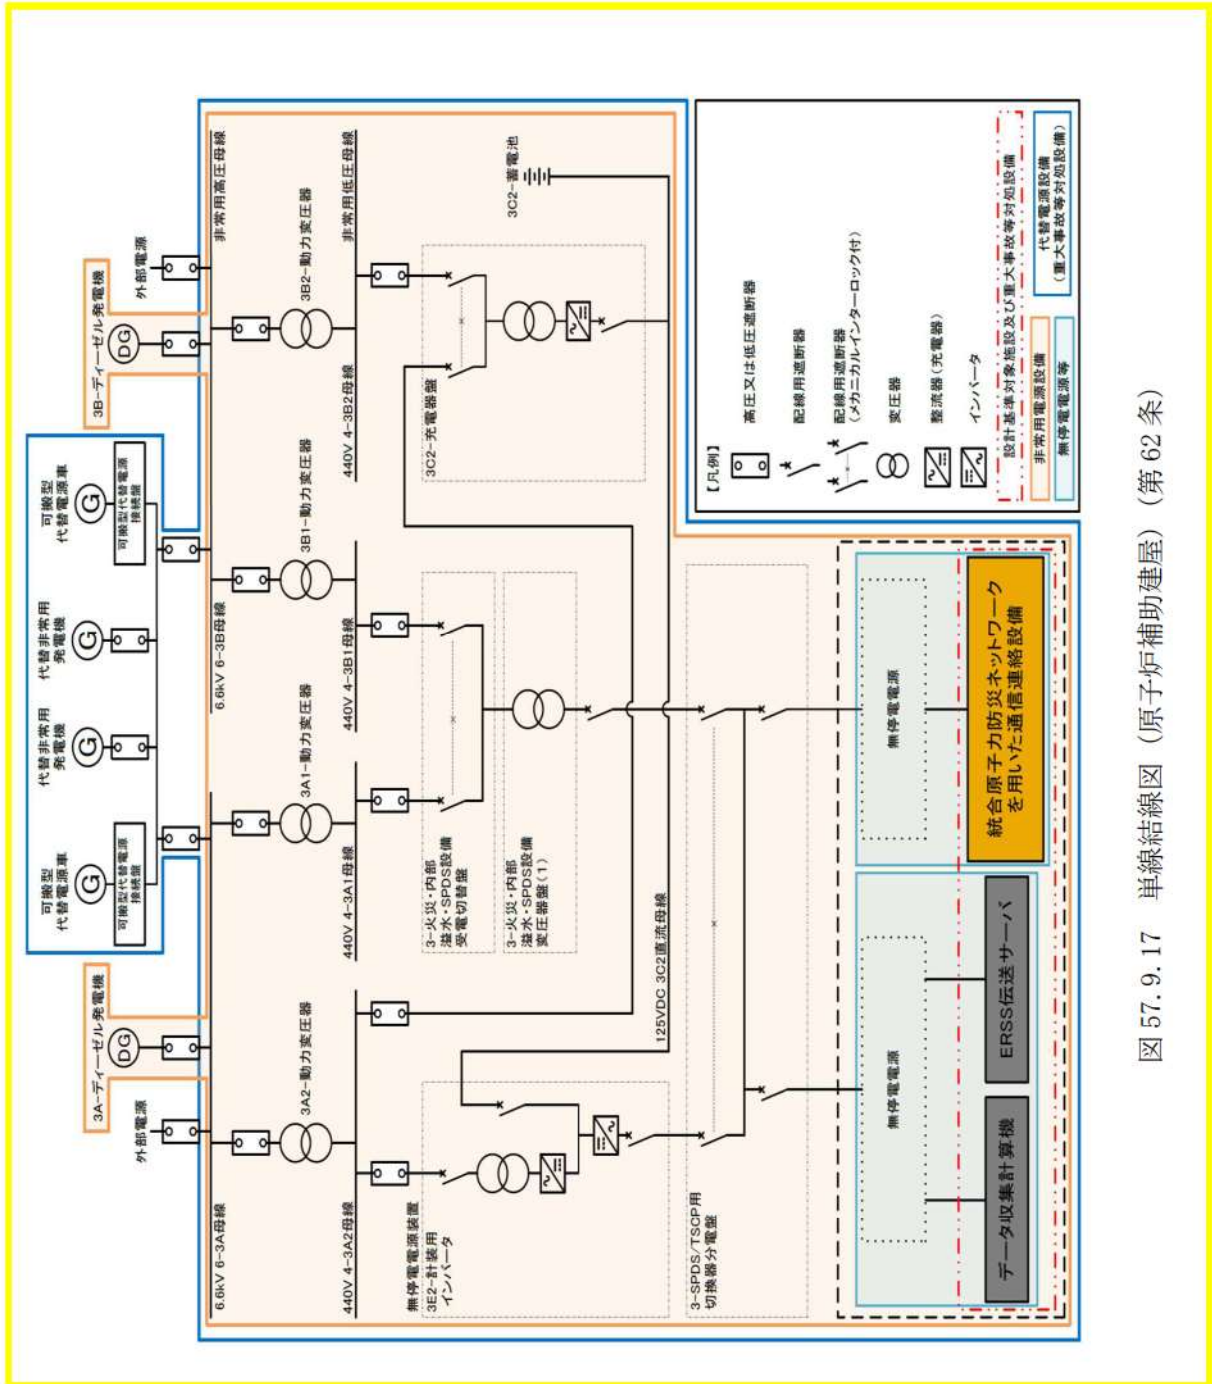 外部電源
3A-ディーゼル発電機
DG
可搬型
代替電源車
G
可搬型代替電源
接続盤
代替非常用
発電機
G
代替非常用
発電機
G
可搬型
代替電源車
G
可搬型代替電源
接続盤
3B-ディーゼル発電機
DG
外部電源
6.6kV 6-3A母線
6.6kV 6-3B母線
非常用高圧母線
3A2-動力変圧器
3A1-動力変圧器
3B1-動力変圧器
3B2-動力変圧器
440V 4-3A2母線
440V 4-3A1母線
440V 4-3B1母線
440V 4-3B2母線
非常用低圧母線
無停電電源装置
3E2-計装用
インバータ
3-火災・内部
溢水・SPDS設備
受電切替盤
3-火災・内部
溢水・SPDS設備
変圧器盤(1)
3C2-充電器盤
3C2-蓄電池
125VDC 3C2直流母線
3-SPDS/TSCP用
切換器分電盤
無停電電源
無停電電源
データ収集計算機
ERSS伝送サーバ
統合原子力防災ネットワーク
を用いた通信連絡設備
【凡例】
高圧又は低圧遮断器
配線用遮断器
配線用遮断器
(メカニカルインターロック付)
変圧器
整流器(充電器)
インバータ
設計基準対象施設及び重大事故等対処設備
非常用電源設備
代替電源設備
(重大事故等対処設備)
無停電電源等
図 57.9.17 単線結線図 (原子炉補助建屋) (第 62 条)